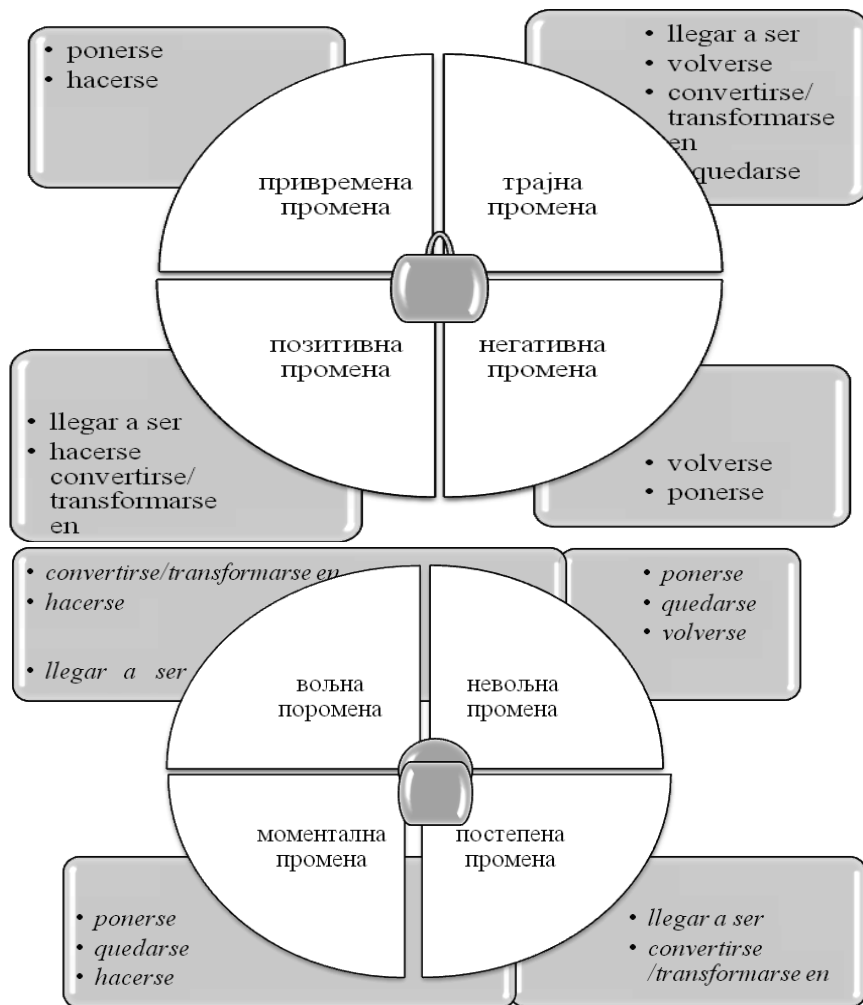 • ponerse
• hacerse
• llegar a ser
• volverse
• convertirse/
transformarse
en
quedarse
привремена
промена
трајна
промена
позитивна
промена
негативна
промена
• llegar a ser
• hacerse
convertirse/
transformarse
en
• volverse
• ponerse
• convertirse/transformarse en
• hacerse
• llegar a ser
• ponerse
• quedarse
• volverse
вољна
поромена
невољна
промена
моментална
промена
постепена
промена
• ponerse
• quedarse
• hacerse
• llegar a ser
• convertirse
/transformarse en